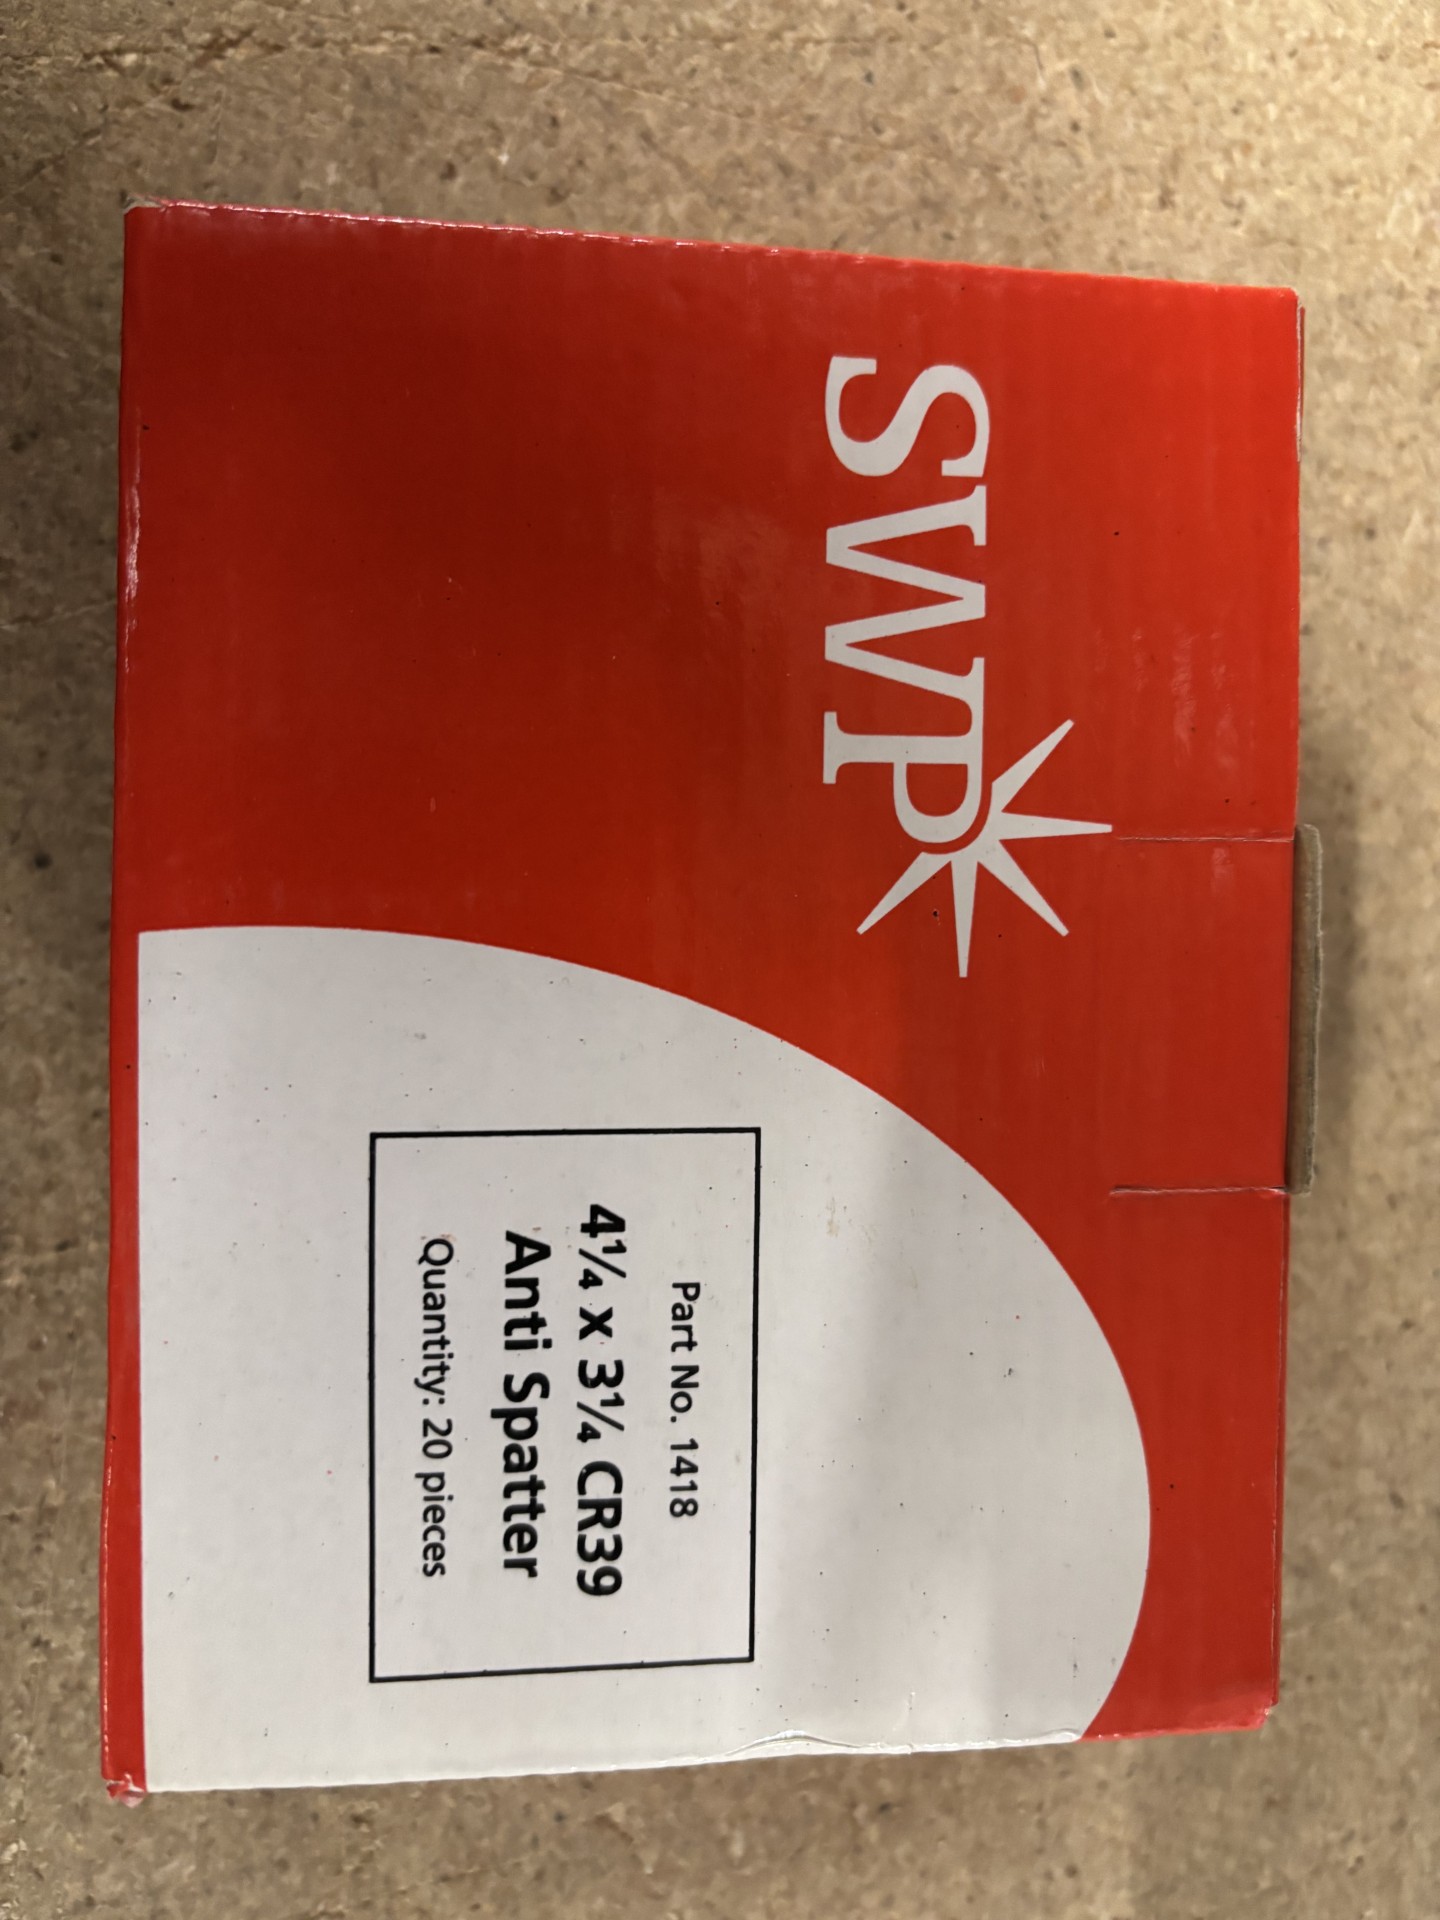 SWP
Part No. 1418
4¼ x 3¼ CR39
Anti Spatter
Quantity: 20 pieces